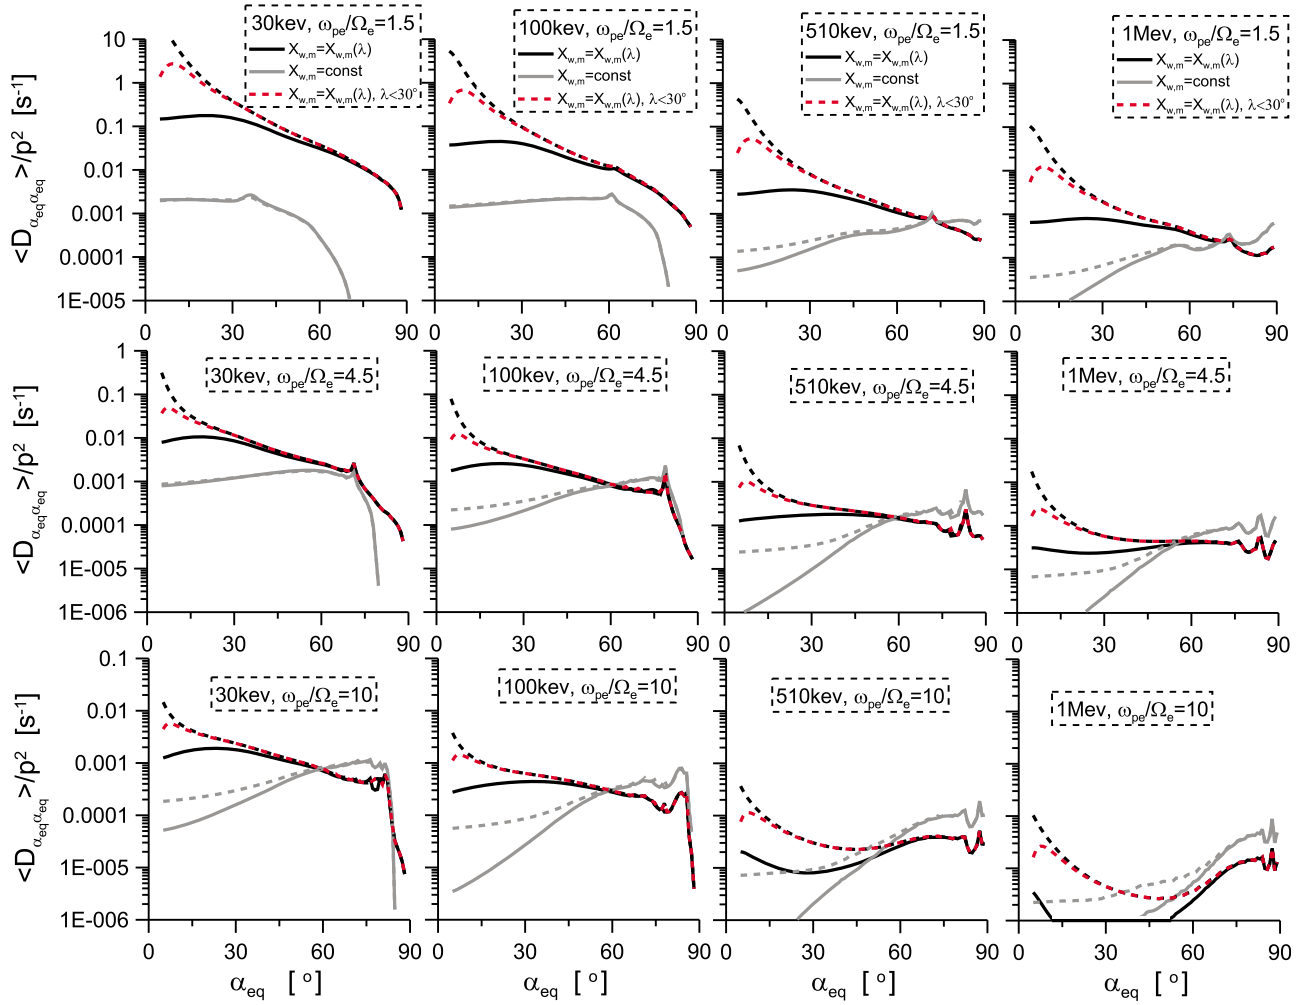 30kev, ωpe/Ωe=1.5
Xw,m=Xw,m(λ)
Xw,m=const
Xw,m=Xw,m(λ), λ<30°
100kev, ωpe/Ωe=1.5
Xw,m=Xw,m(λ)
Xw,m=const
Xw,m=Xw,m(λ), λ<30°
510kev, ωpe/Ωe=1.5
Xw,m=Xw,m(λ)
Xw,m=const
Xw,m=Xw,m(λ), λ<30°
1Mev, ωpe/Ωe=1.5
Xw,m=Xw,m(λ)
Xw,m=const
Xw,m=Xw,m(λ), λ<30°
<Dαeqαeq>/p² [s⁻¹]
10
1
0.1
0.01
0.001
0.0001
1E-005
0 30 60 90
0 30 60 90
0 30 60 90
0 30 60 90
30kev, ωpe/Ωe=4.5
100kev, ωpe/Ωe=4.5
510kev, ωpe/Ωe=4.5
1Mev, ωpe/Ωe=4.5
<Dαeqαeq>/p² [s⁻¹]
1
0.1
0.01
0.001
0.0001
1E-005
1E-006
0 30 60 90
0 30 60 90
0 30 60 90
0 30 60 90
30kev, ωpe/Ωe=10
100kev, ωpe/Ωe=10
510kev, ωpe/Ωe=10
1Mev, ωpe/Ωe=10
<Dαeqαeq>/p² [s⁻¹]
0.1
0.01
0.001
0.0001
1E-005
1E-006
0 30 60 90
0 30 60 90
0 30 60 90
0 30 60 90
αeq [°]
αeq [°]
αeq [°]
αeq [°]